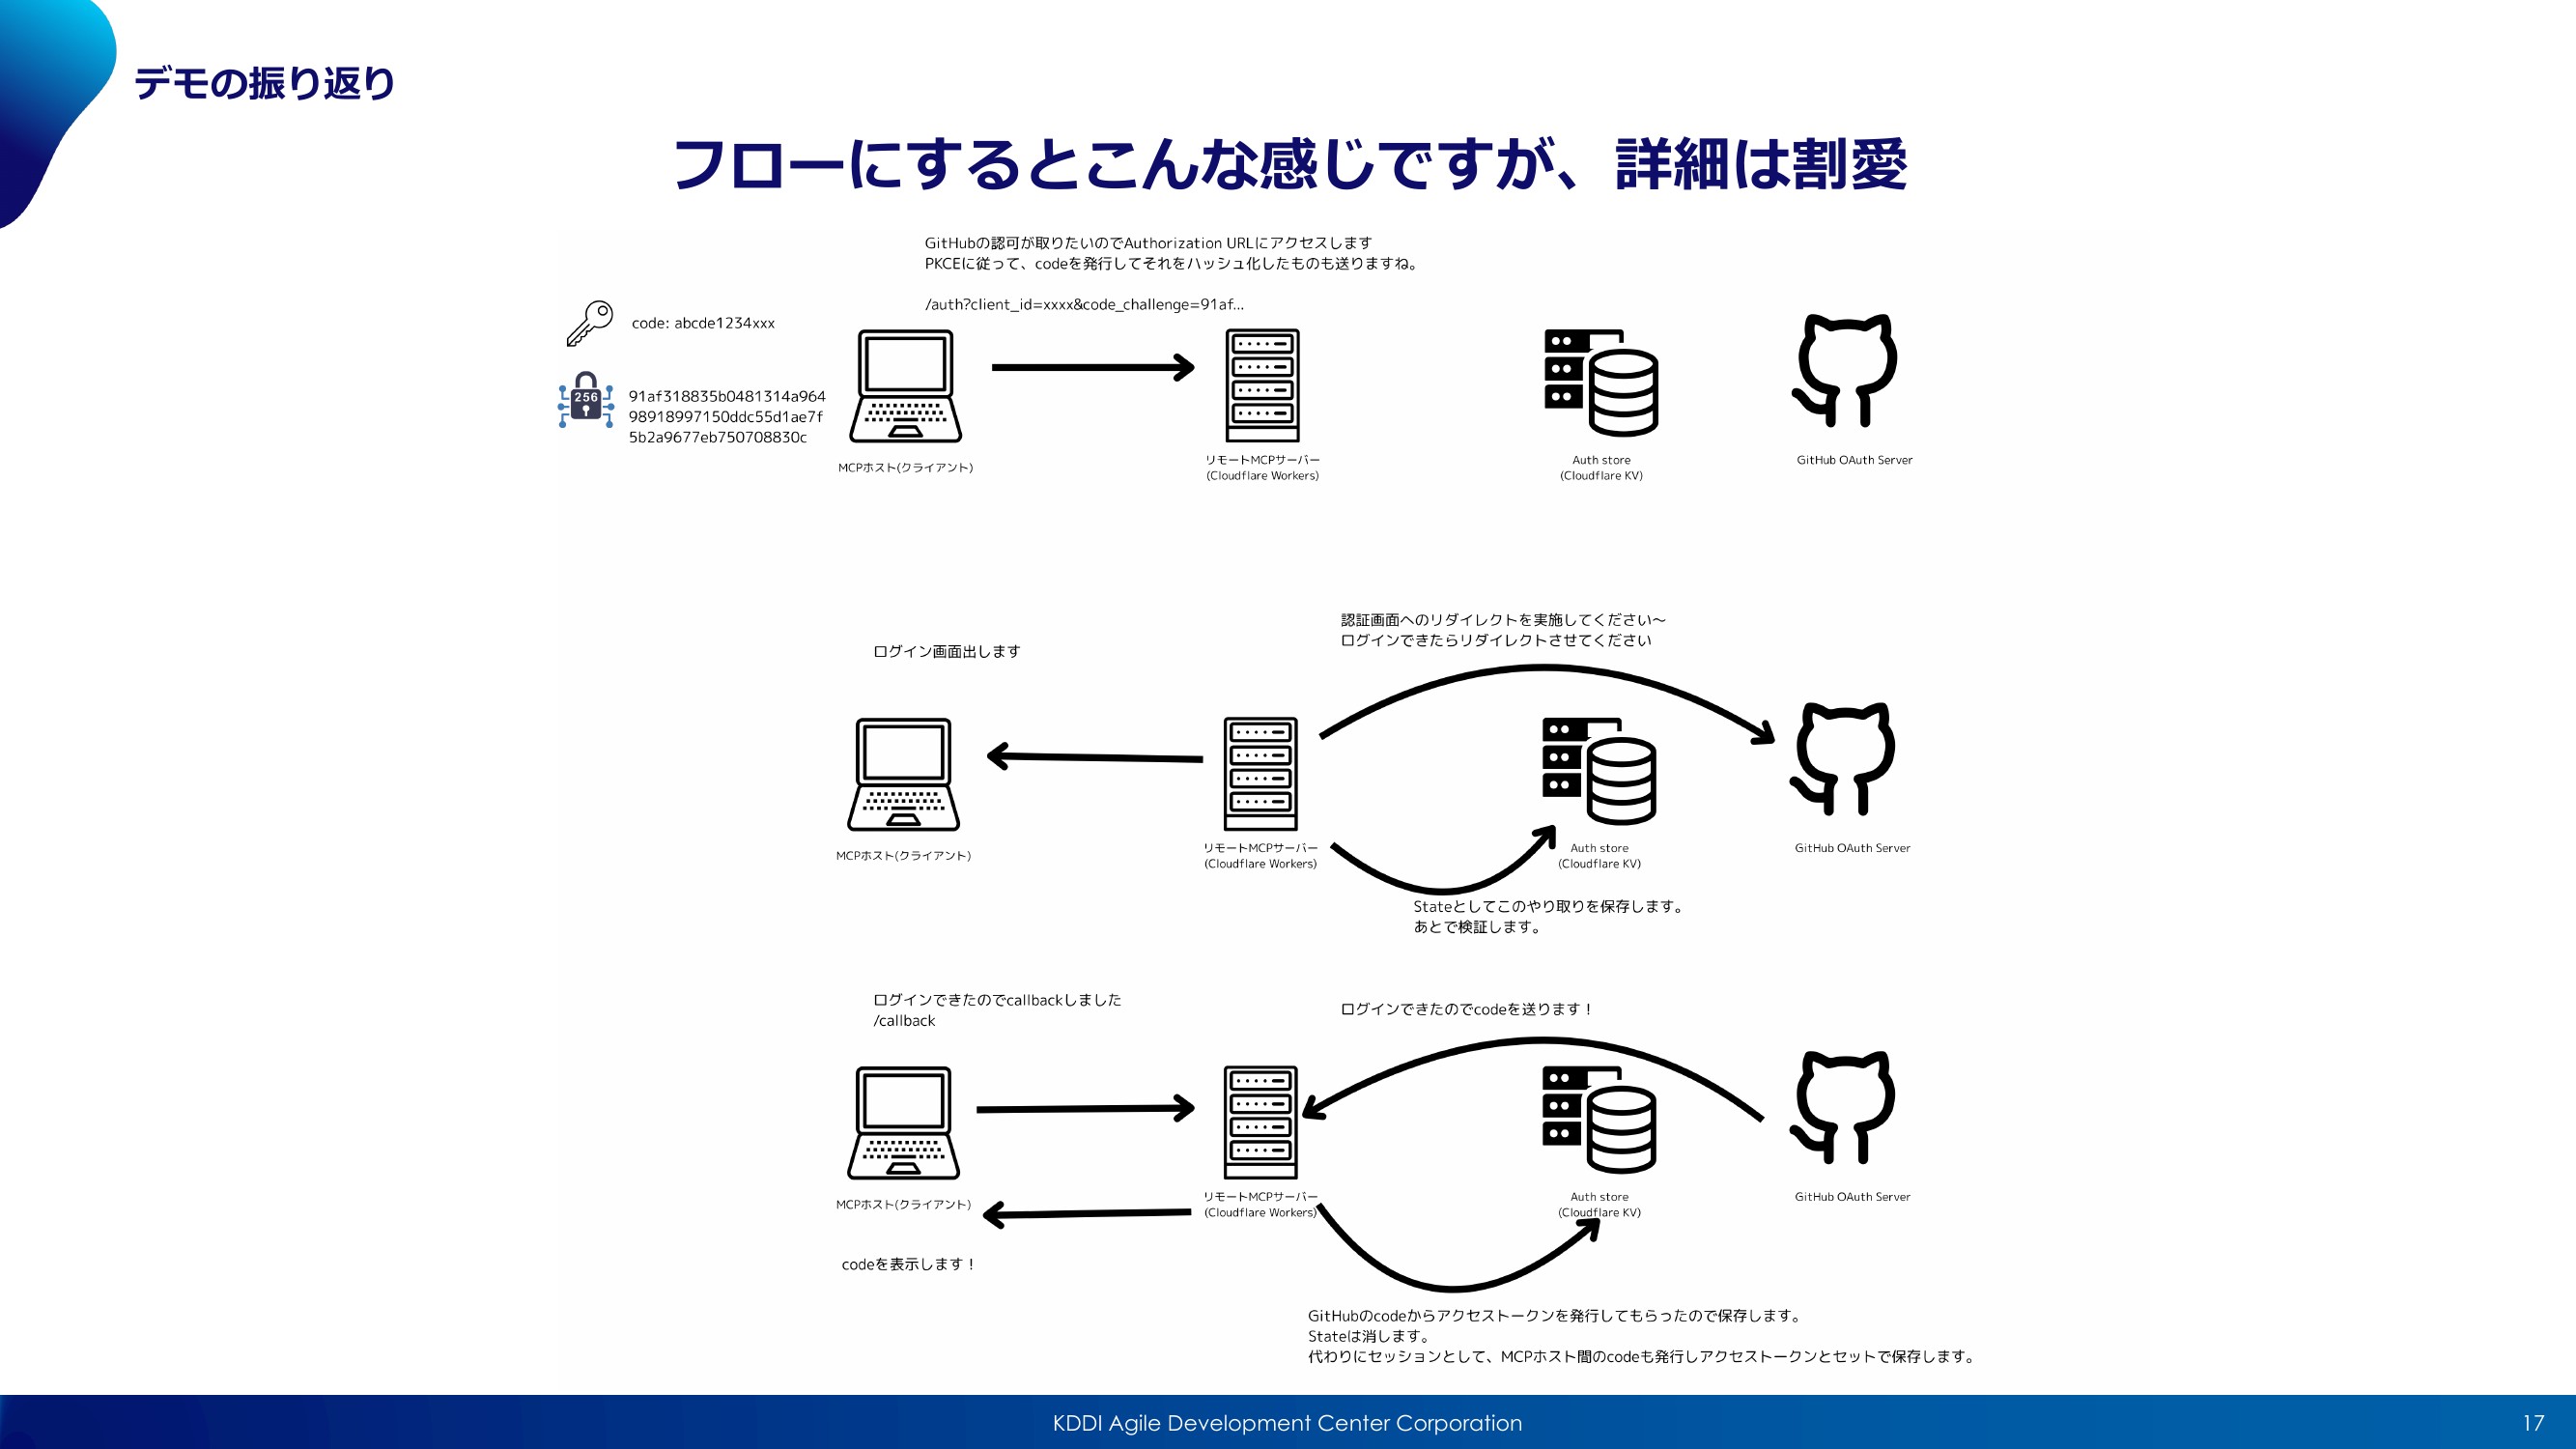 デモの振り返り
フローにするとこんな感じですが、詳細は割愛
GitHubの認可が取りたいのでAuthorization URLにアクセスします
PKCEに従って、codeを発行してそれをハッシュ化したものも送りますね。
/auth?client_id=xxxx&code_challenge=91af...
code: abcde1234xxx
256
91af318835b0481314a964
98918997150ddc55d1ae7f
5b2a9677eb750708830c
MCPホスト(クライアント)
リモートMCPサーバー
(Cloudflare Workers)
Auth store
(Cloudflare KV)
GitHub OAuth Server
認証画面へのリダイレクトを実施してください〜
ログインできたらリダイレクトさせてください
ログイン画面出します
MCPホスト(クライアント)
リモートMCPサーバー
(Cloudflare Workers)
Auth store
(Cloudflare KV)
GitHub OAuth Server
Stateとしてこのやり取りを保存します。
あとで検証します。
ログインできたのでcallbackしました
/callback
ログインできたのでcodeを送ります！
MCPホスト(クライアント)
リモートMCPサーバー
(Cloudflare Workers)
Auth store
(Cloudflare KV)
GitHub OAuth Server
codeを表示します！
GitHubのcodeからアクセストークンを発行してもらったので保存します。
Stateは消します。
代わりにセッションとして、MCPホスト間のcodeも発行しアクセストークンとセットで保存します。
KDDI Agile Development Center Corporation
17